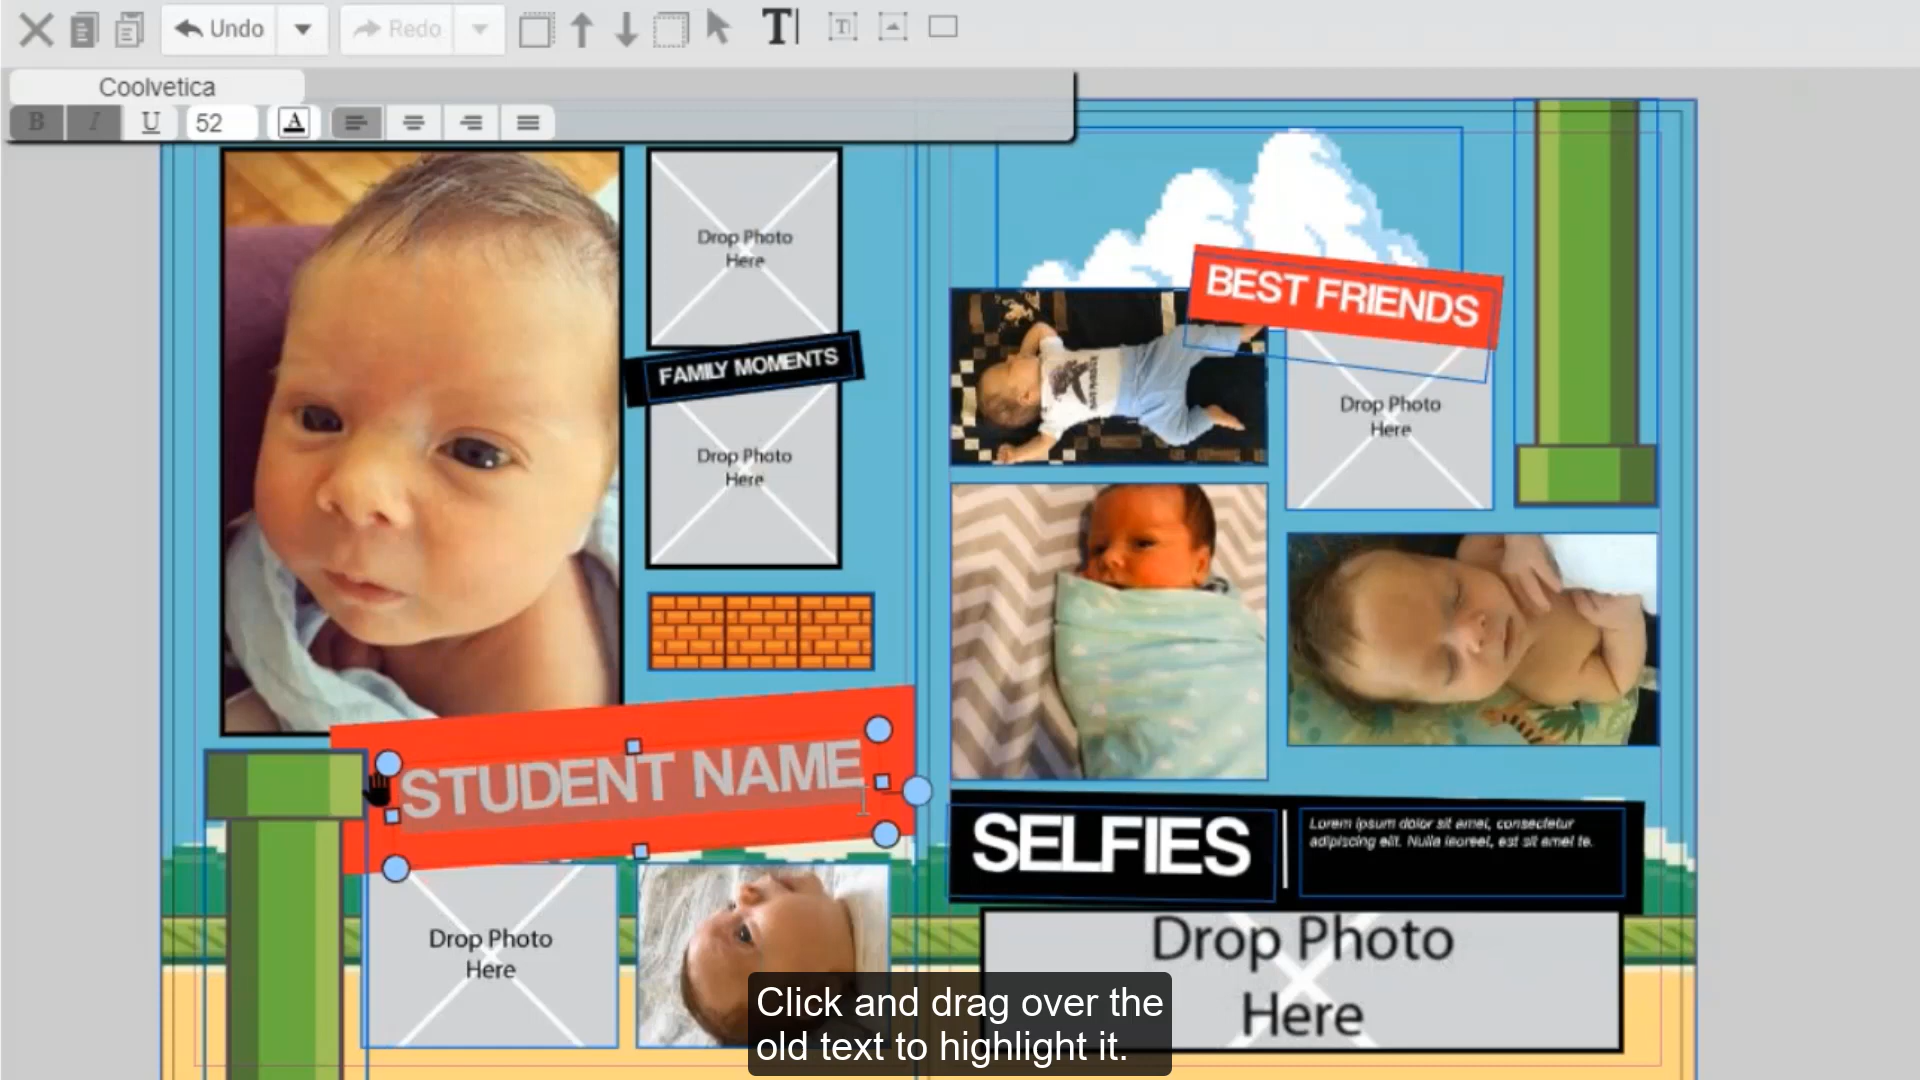 Undo
Redo
T
T
Coolvetica
B
I
U
52
A
Drop Photo
Here
FAMILY MOMENTS
Drop Photo
Here
BEST FRIENDS
Drop Photo
Here
STUDENT NAME
SELFIES
Lorem ipsum dolor sit amet, consectetur
adipiscing elit. Nulla laoreet, est sit amet te.
Drop Photo
Here
Drop Photo
Here
Click and drag over the
old text to highlight it.